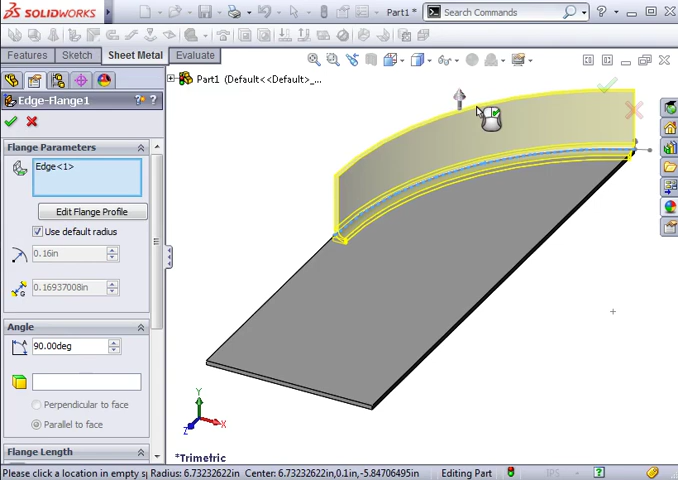 SOLIDWORKS
Part1 *
Search Commands
Features
Sketch
Sheet Metal
Evaluate
Part1 (Default<<Default>_...
Edge-Flange1
Flange Parameters
Edge<1>
Edit Flange Profile
Use default radius
0.16in
0.16937008in
Angle
90.00deg
Perpendicular to face
Parallel to face
Flange Length
Y
X
Z
*Trimetric
Please click a location in empty sp
Radius: 6.73232622in Center: 6.73232622in,0.1in,-5.84706495in
Editing Part
IPS